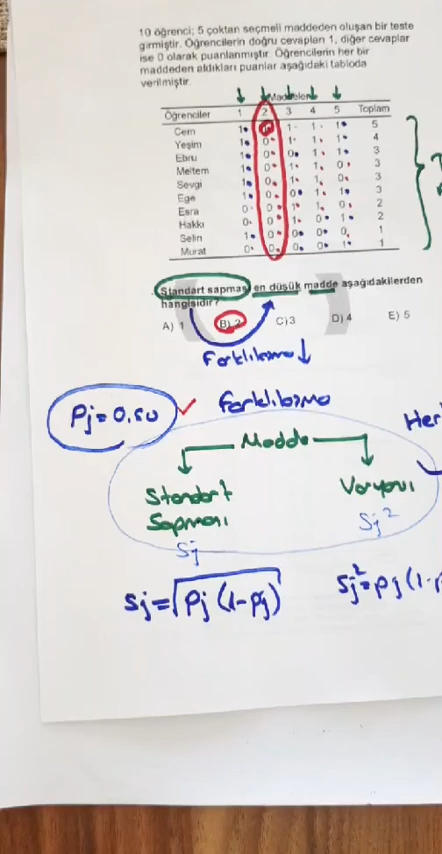 10 öğrenci; 5 çoktan seçmeli maddeden oluşan bir teste
girmiştir. Öğrencilerin doğru cevapları 1, diğer cevaplar
ise 0 olarak puanlanmıştır. Öğrencilerin her bir
maddeden aldıkları puanlar aşağıdaki tabloda
verilmiştir.
Maddeler
Öğrenciler 1 2 3 4 5 Toplam
Cem 1 1 1 1 1 5
Yeşim 1 0 1 1 1 4
Ebru 1 0 0 1 1 3
Meltem 1 0 1 1 0 3
Sevgi 1 0 1 1 0 3
Ege 1 0 0 1 1 3
Esra 0 0 1 1 0 2
Hakkı 0 0 1 0 1 2
Selin 1 0 0 0 0 1
Murat 0 0 0 0 1 1
Standart sapması en düşük madde aşağıdakilerden
hangisidir?
A) 1 B) 2 C) 3 D) 4 E) 5
Farklılaşma ↓
Pj = 0.50 ✓ Farklılaşma
Her
Madde
Standart Varyansı
Sapması Sj²
Sj
Sj = √Pj (1-Pj) Sj² = Pj (1-P